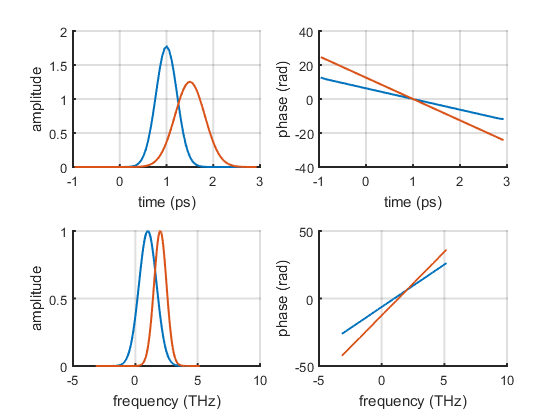 amplitude
2
1.5
1
0.5
0
-1 0 1 2 3
time (ps)
phase (rad)
40
20
0
-20
-40
-1 0 1 2 3
time (ps)
amplitude
1
0.5
0
-5 0 5 10
frequency (THz)
phase (rad)
50
0
-50
-5 0 5 10
frequency (THz)